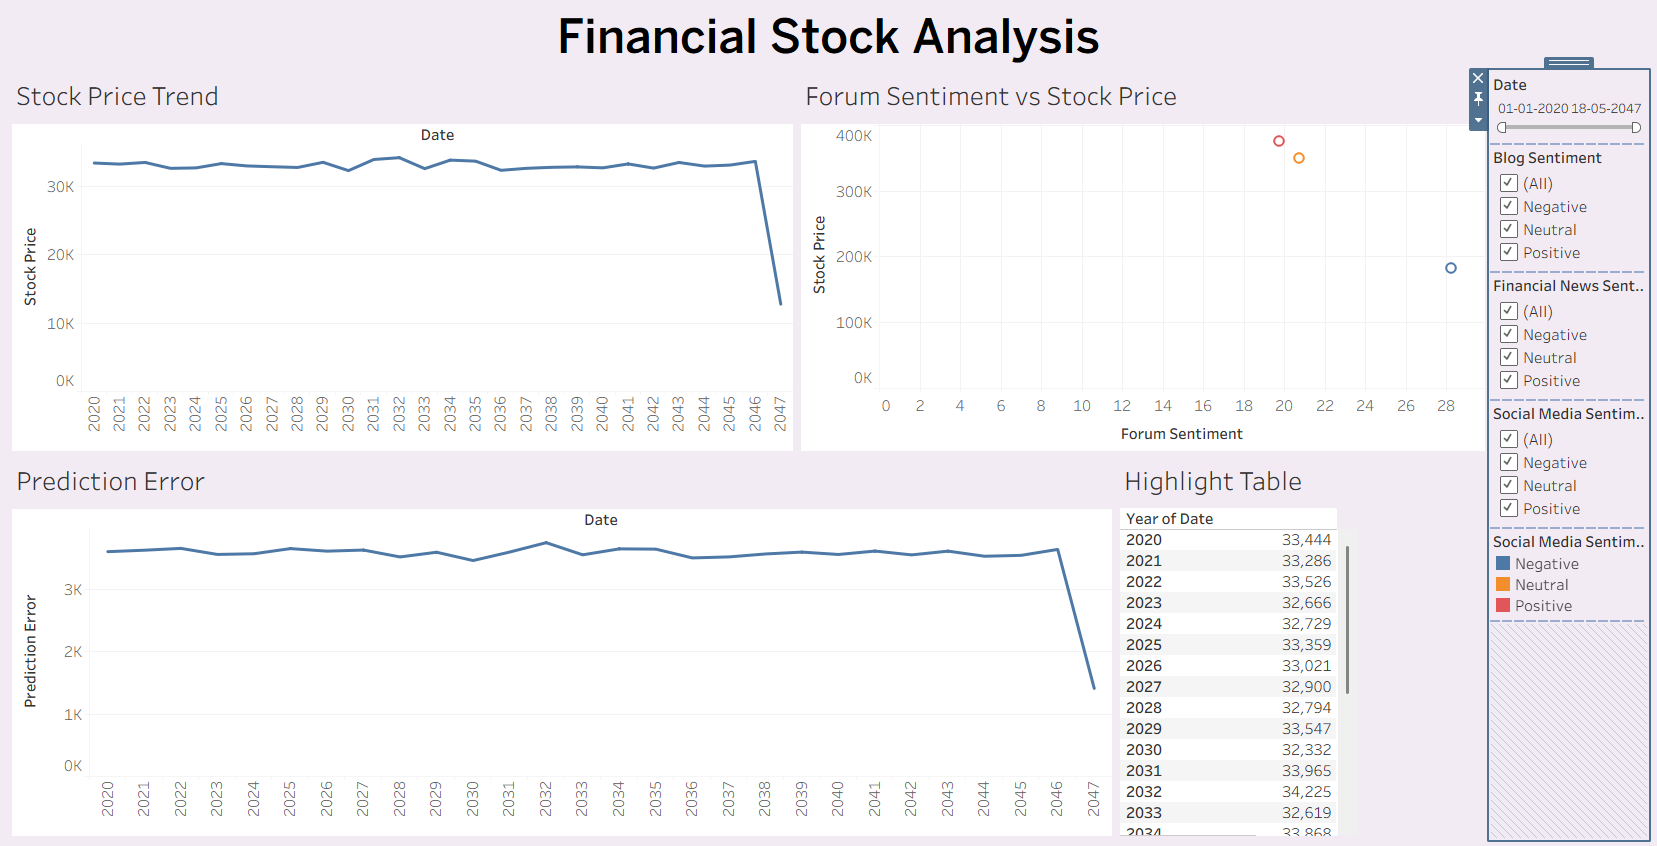 Financial Stock Analysis
Stock Price Trend
Date
Stock Price
30K
20K
10K
0K
2020
2021
2022
2023
2024
2025
2026
2027
2028
2029
2030
2031
2032
2033
2034
2035
2036
2037
2038
2039
2040
2041
2042
2043
2044
2045
2046
2047
Forum Sentiment vs Stock Price
Stock Price
400K
300K
200K
100K
0K
0 2 4 6 8 10 12 14 16 18 20 22 24 26 28
Forum Sentiment
Prediction Error
Date
Prediction Error
3K
2K
1K
0K
2020
2021
2022
2023
2024
2025
2026
2027
2028
2029
2030
2031
2032
2033
2034
2035
2036
2037
2038
2039
2040
2041
2042
2043
2044
2045
2046
2047
Highlight Table
Year of Date
2020 33,444
2021 33,286
2022 33,526
2023 32,666
2024 32,729
2025 33,359
2026 33,021
2027 32,900
2028 32,794
2029 33,547
2030 32,332
2031 33,965
2032 34,225
2033 32,619
2034 33,868
Date
01-01-2020 18-05-2047
Blog Sentiment
(All)
Negative
Neutral
Positive
Financial News Sent..
(All)
Negative
Neutral
Positive
Social Media Sentim..
(All)
Negative
Neutral
Positive
Social Media Sentim..
Negative
Neutral
Positive